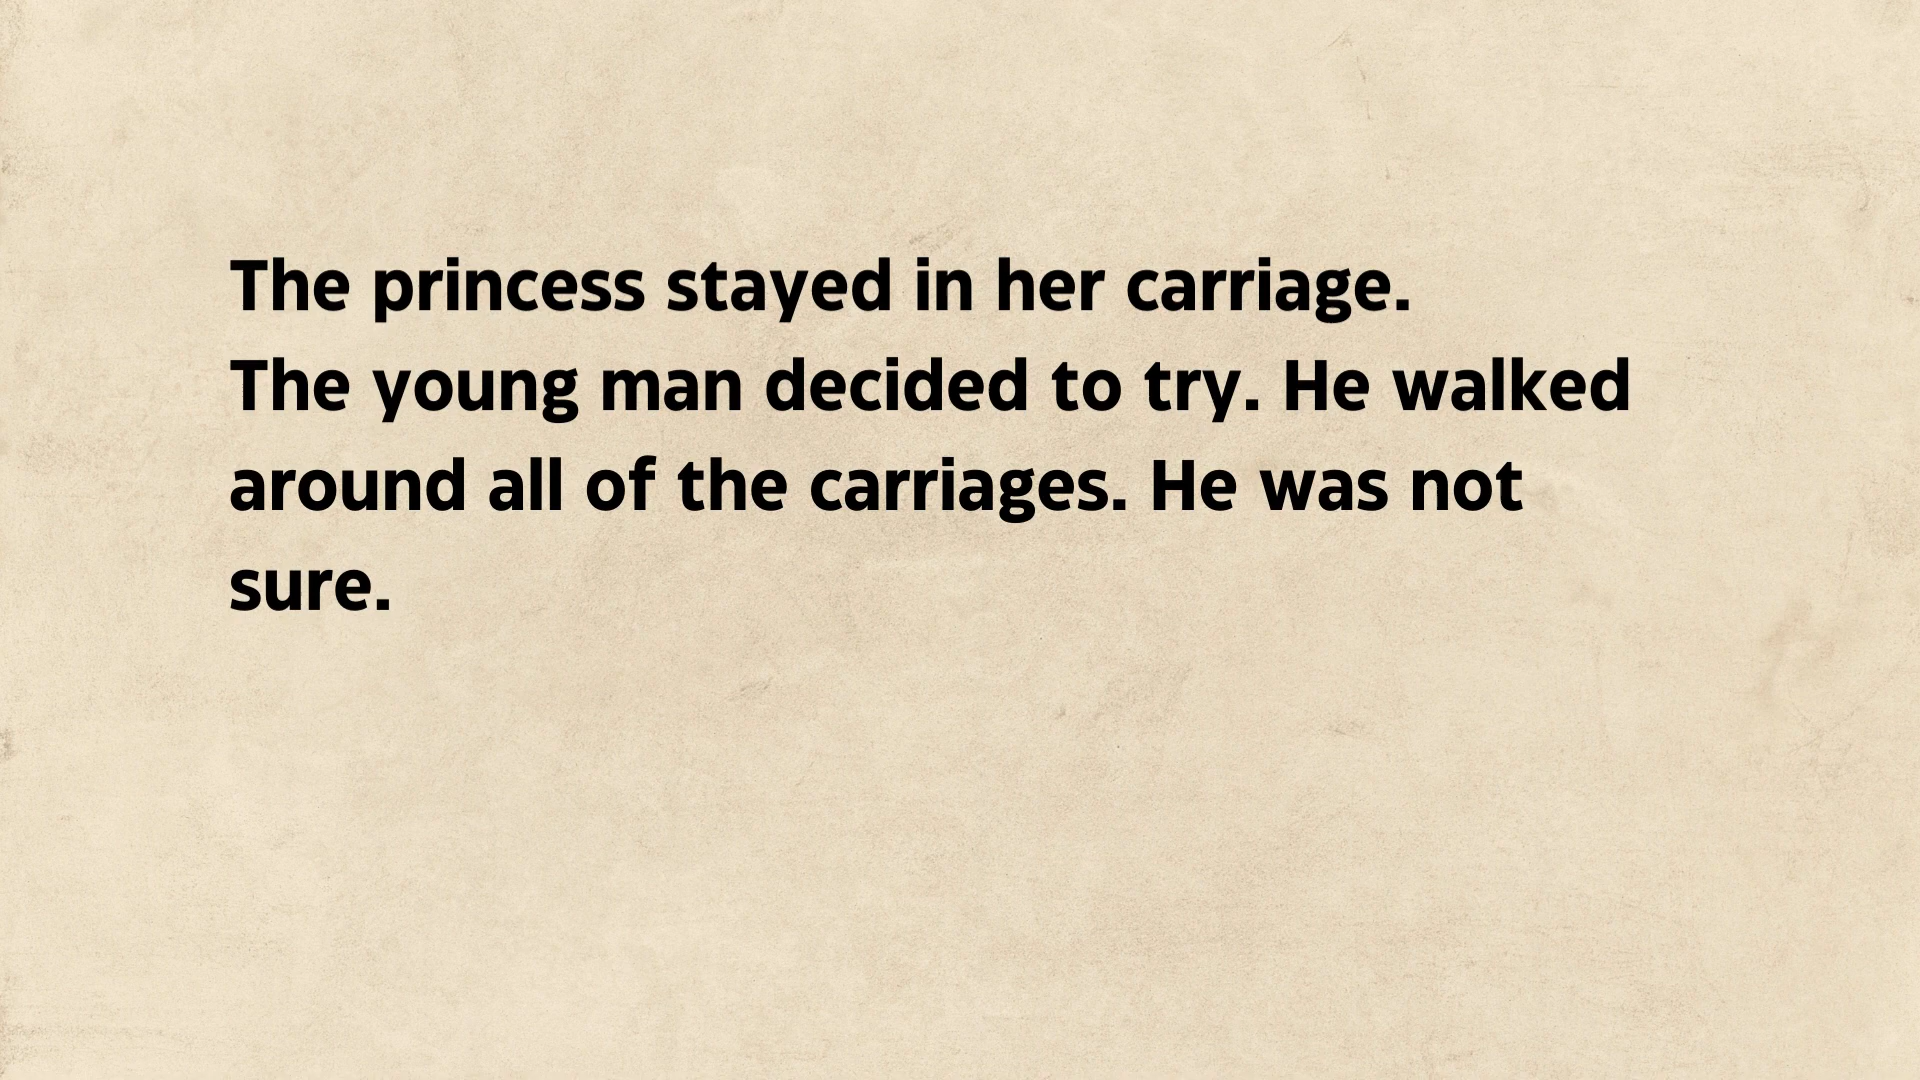 The princess stayed in her carriage.
The young man decided to try. He walked
around all of the carriages. He was not
sure.